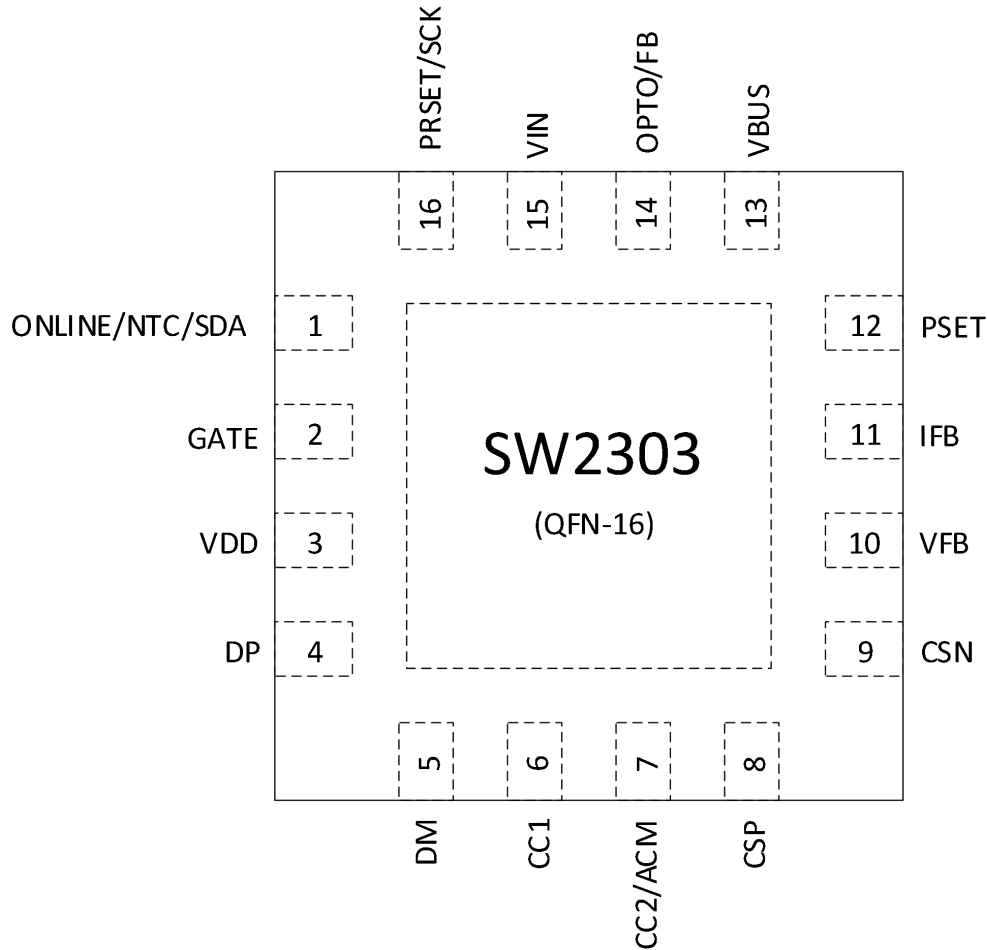 PRSET/SCK
VIN
OPTO/FB
VBUS
16
15
14
13
ONLINE/NTC/SDA 1
12 PSET
GATE 2
11 IFB
SW2303
(QFN-16)
VDD 3
10 VFB
DP 4
9 CSN
5
6
7
8
DM
CC1
CC2/ACM
CSP